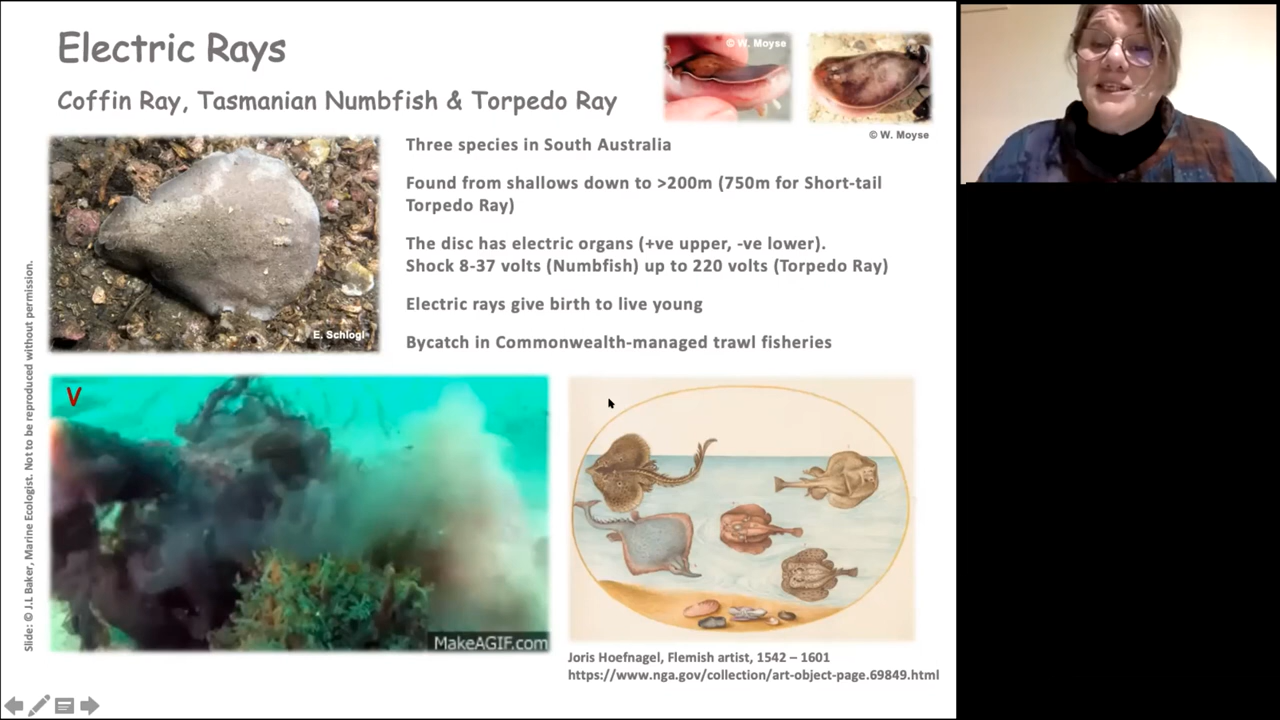 Electric Rays
Coffin Ray, Tasmanian Numbfish & Torpedo Ray
© W. Moyse
© W. Moyse
Three species in South Australia
Found from shallows down to >200m (750m for Short-tail
Torpedo Ray)
The disc has electric organs (+ve upper, -ve lower).
Shock 8-37 volts (Numbfish) up to 220 volts (Torpedo Ray)
Electric rays give birth to live young
Bycatch in Commonwealth-managed trawl fisheries
E. Schlogl
V
MakeAGIF.com
Joris Hoefnagel, Flemish artist, 1542 – 1601
https://www.nga.gov/collection/art-object-page.69849.html
Slide: © J.L Baker, Marine Ecologist. Not to be reproduced without permission.